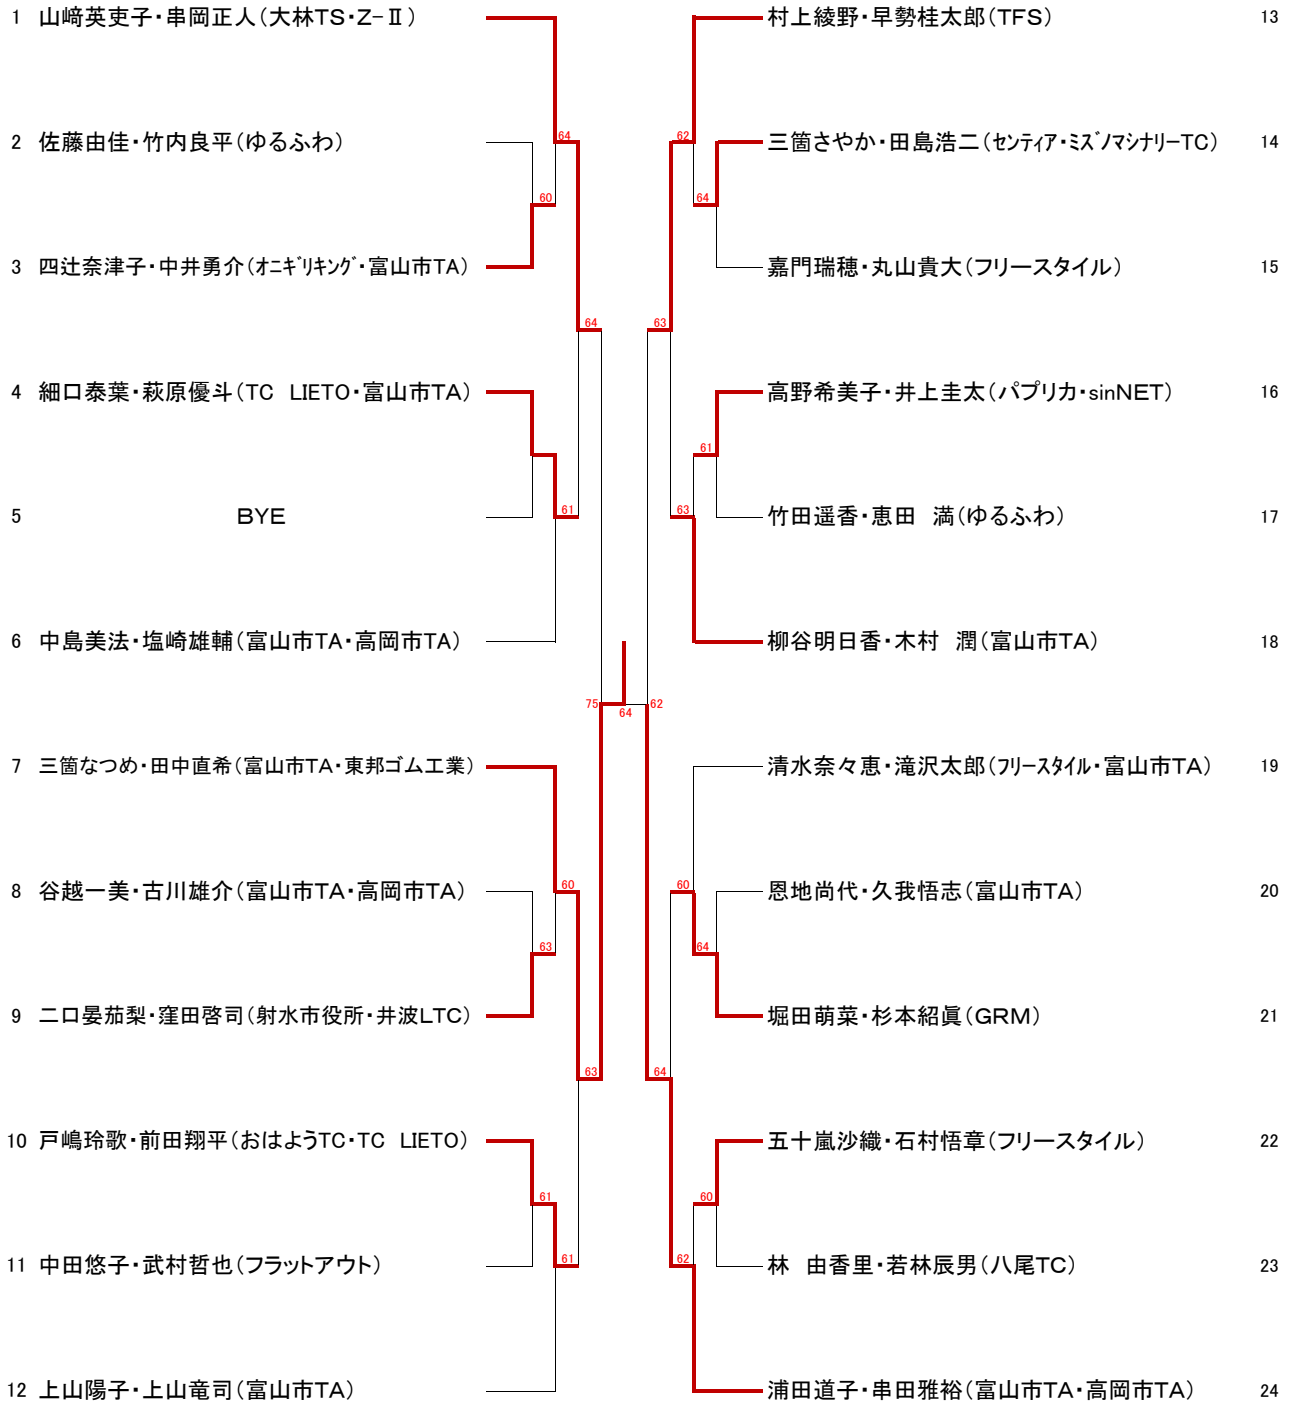 1 山﨑英吏子・串岡正人(大林TS・Z-Ⅱ)
64
2 佐藤由佳・竹内良平(ゆるふわ)
60
3 四辻奈津子・中井勇介(ｵﾆｷﾞﾘｷﾝｸﾞ・富山市TA)
64
4 細口泰葉・萩原優斗(TC LIETO・富山市TA)
5 BYE
61
6 中島美法・塩崎雄輔(富山市TA・高岡市TA)
75
64
7 三箇なつめ・田中直希(富山市TA・東邦ゴム工業)
60
8 谷越一美・古川雄介(富山市TA・高岡市TA)
63
9 二口晏茄梨・窪田啓司(射水市役所・井波LTC)
63
10 戸嶋玲歌・前田翔平(おはようTC・TC LIETO)
61
11 中田悠子・武村哲也(フラットアウト)
61
12 上山陽子・上山竜司(富山市TA)
村上綾野・早勢桂太郎(TFS) 13
62
三箇さやか・田島浩二(ｾﾝﾃｨｱ・ﾐｽﾞﾉﾏｼﾅﾘｰTC) 14
64
嘉門瑞穂・丸山貴大(フリースタイル) 15
63
高野希美子・井上圭太(パプリカ・sinNET) 16
61
竹田遥香・恵田 満(ゆるふわ) 17
63
柳谷明日香・木村 潤(富山市TA) 18
62
清水奈々恵・滝沢太郎(ﾌﾘｰｽﾀｲﾙ・富山市TA) 19
60
恩地尚代・久我悟志(富山市TA) 20
64
堀田萌菜・杉本紹眞(GRM) 21
64
五十嵐沙織・石村悟章(フリースタイル) 22
60
林 由香里・若林辰男(八尾TC) 23
62
浦田道子・串田雅裕(富山市TA・高岡市TA) 24